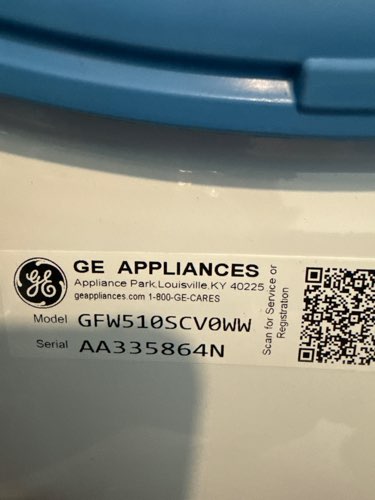 GE APPLIANCES
Appliance Park,Louisville,KY 40225
geappliances.com 1-800-GE-CARES
Model GFW510SCV0WW
Serial AA335864N
Scan for Service or
Registration